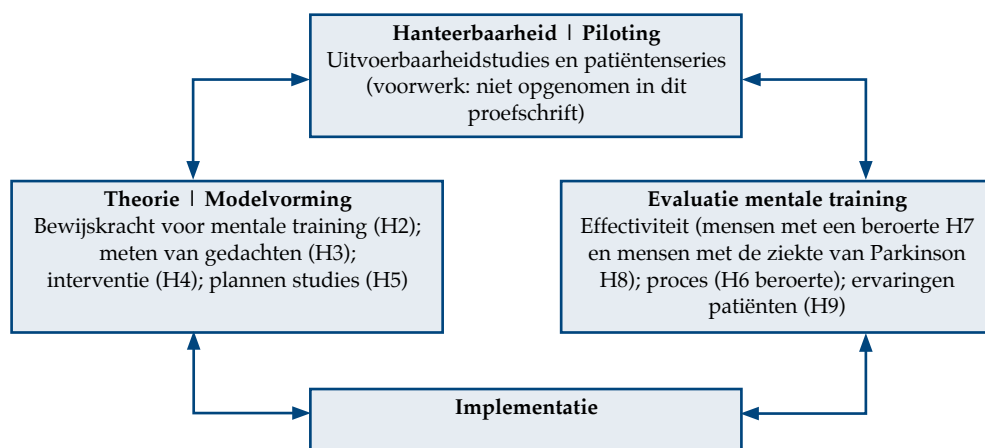 Hanteerbaarheid | Piloting
Uitvoerbaarheidstudies en patiëntenseries
(voorwerk: niet opgenomen in dit
proefschrift)
Theorie | Modelvorming
Bewijskracht voor mentale training (H2);
meten van gedachten (H3);
interventie (H4); plannen studies (H5)
Evaluatie mentale training
Effectiviteit (mensen met een beroerte H7
en mensen met de ziekte van Parkinson
H8); proces (H6 beroerte); ervaringen
patiënten (H9)
Implementatie